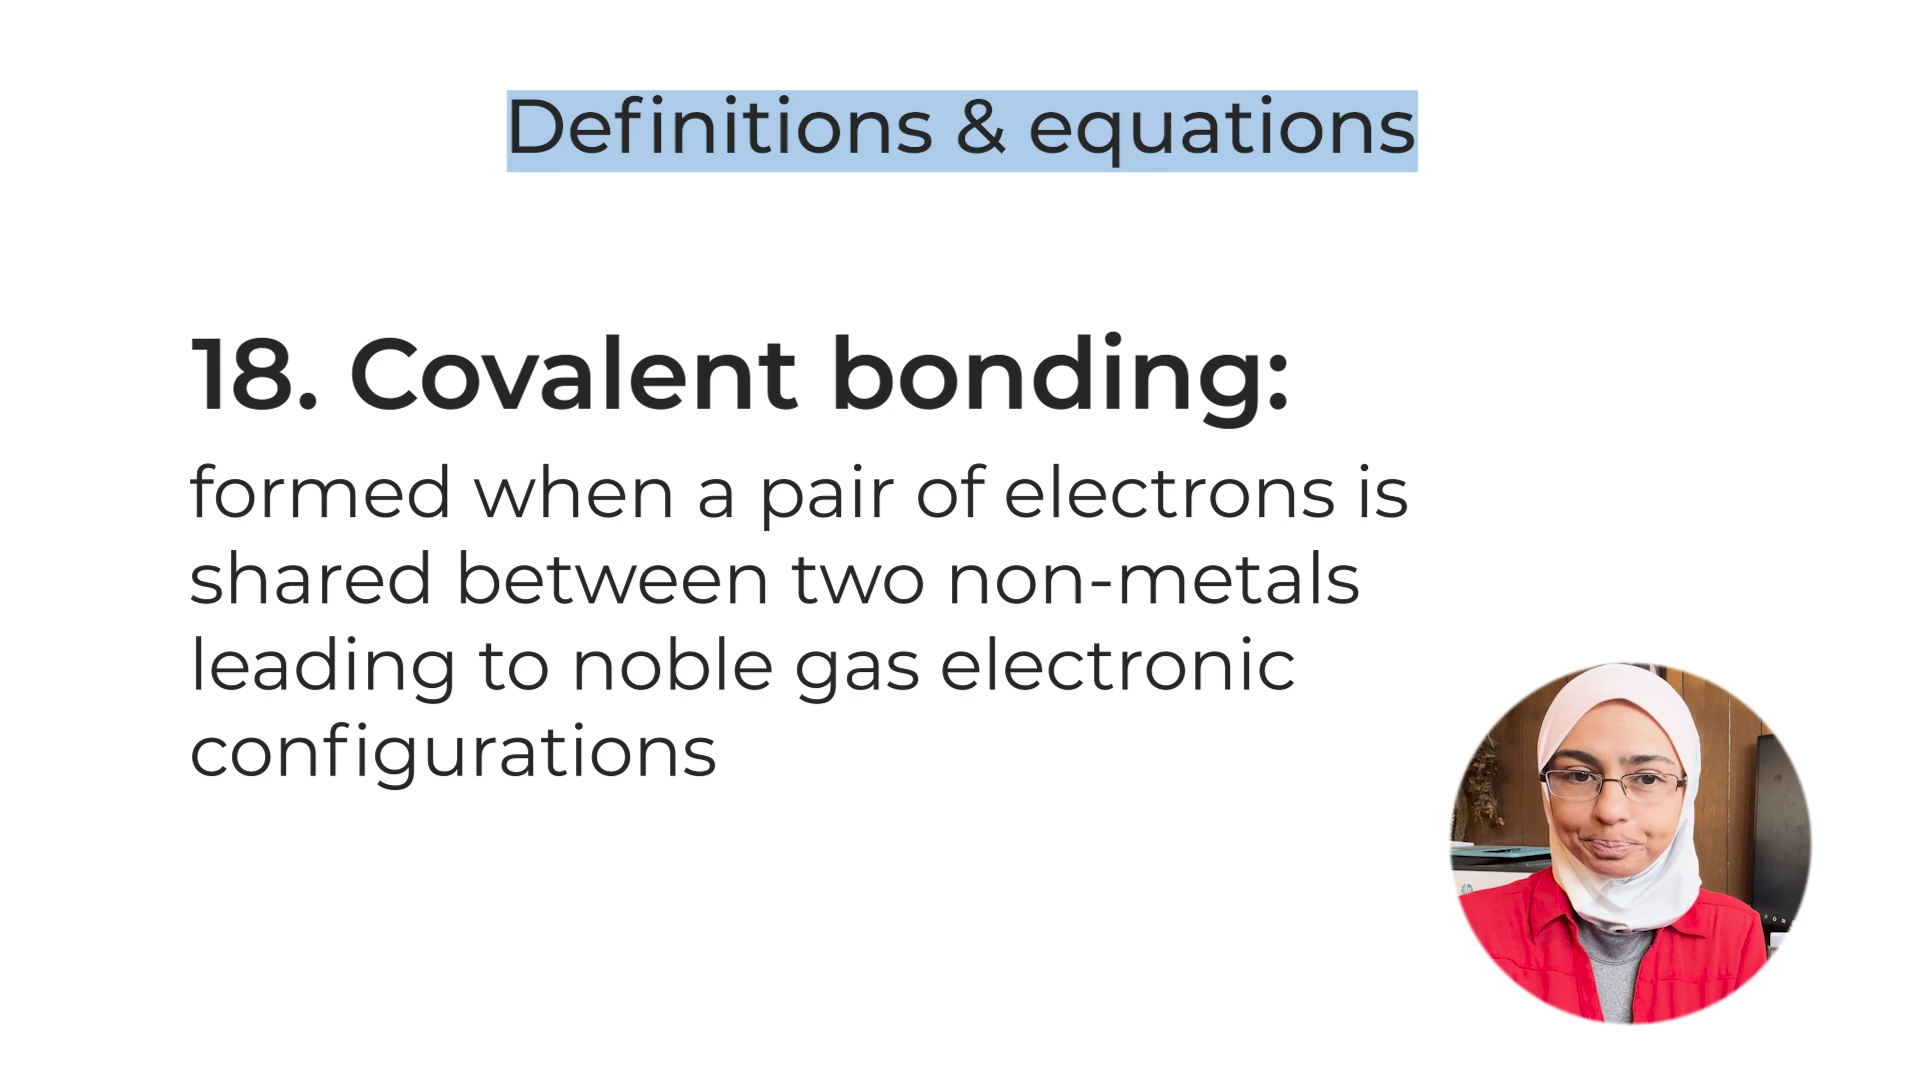 Definitions & equations
18. Covalent bonding:
formed when a pair of electrons is
shared between two non-metals
leading to noble gas electronic
configurations